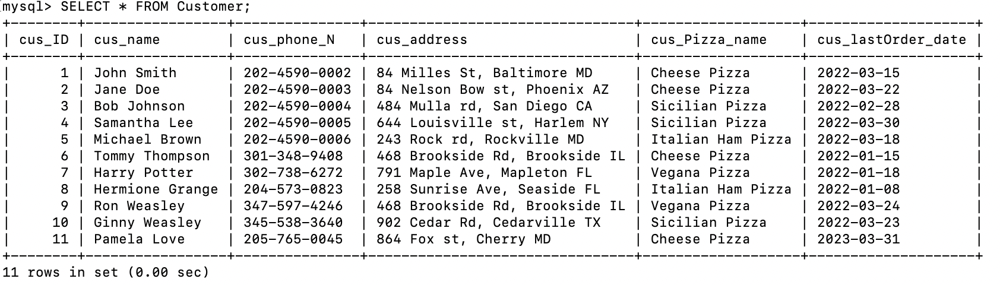 mysql> SELECT * FROM Customer;
+--------+-----------------+---------------+-------------------------------+-------------------+--------------------+
| cus_ID | cus_name        | cus_phone_N   | cus_address                   | cus_Pizza_name    | cus_lastOrder_date |
+--------+-----------------+---------------+-------------------------------+-------------------+--------------------+
|      1 | John Smith      | 202-4590-0002 | 84 Milles St, Baltimore MD    | Cheese Pizza      | 2022-03-15         |
|      2 | Jane Doe        | 202-4590-0003 | 84 Nelson Bow st, Phoenix AZ  | Cheese Pizza      | 2022-03-22         |
|      3 | Bob Johnson     | 202-4590-0004 | 484 Mulla rd, San Diego CA    | Sicilian Pizza    | 2022-02-28         |
|      4 | Samantha Lee    | 202-4590-0005 | 644 Louisville st, Harlem NY  | Sicilian Pizza    | 2022-03-30         |
|      5 | Michael Brown   | 202-4590-0006 | 243 Rock rd, Rockville MD     | Italian Ham Pizza | 2022-03-18         |
|      6 | Tommy Thompson  | 301-348-9408  | 468 Brookside Rd, Brookside IL | Cheese Pizza      | 2022-01-15         |
|      7 | Harry Potter    | 302-738-6272  | 791 Maple Ave, Mapleton FL    | Vegana Pizza      | 2022-01-18         |
|      8 | Hermione Grange | 204-573-0823  | 258 Sunrise Ave, Seaside FL   | Italian Ham Pizza | 2022-01-08         |
|      9 | Ron Weasley     | 347-597-4246  | 468 Brookside Rd, Brookside IL | Vegana Pizza      | 2022-03-24         |
|     10 | Ginny Weasley   | 345-538-3640  | 902 Cedar Rd, Cedarville TX   | Sicilian Pizza    | 2022-03-23         |
|     11 | Pamela Love     | 205-765-0045  | 864 Fox st, Cherry MD         | Cheese Pizza      | 2023-03-31         |
+--------+-----------------+---------------+-------------------------------+-------------------+--------------------+
11 rows in set (0.00 sec)